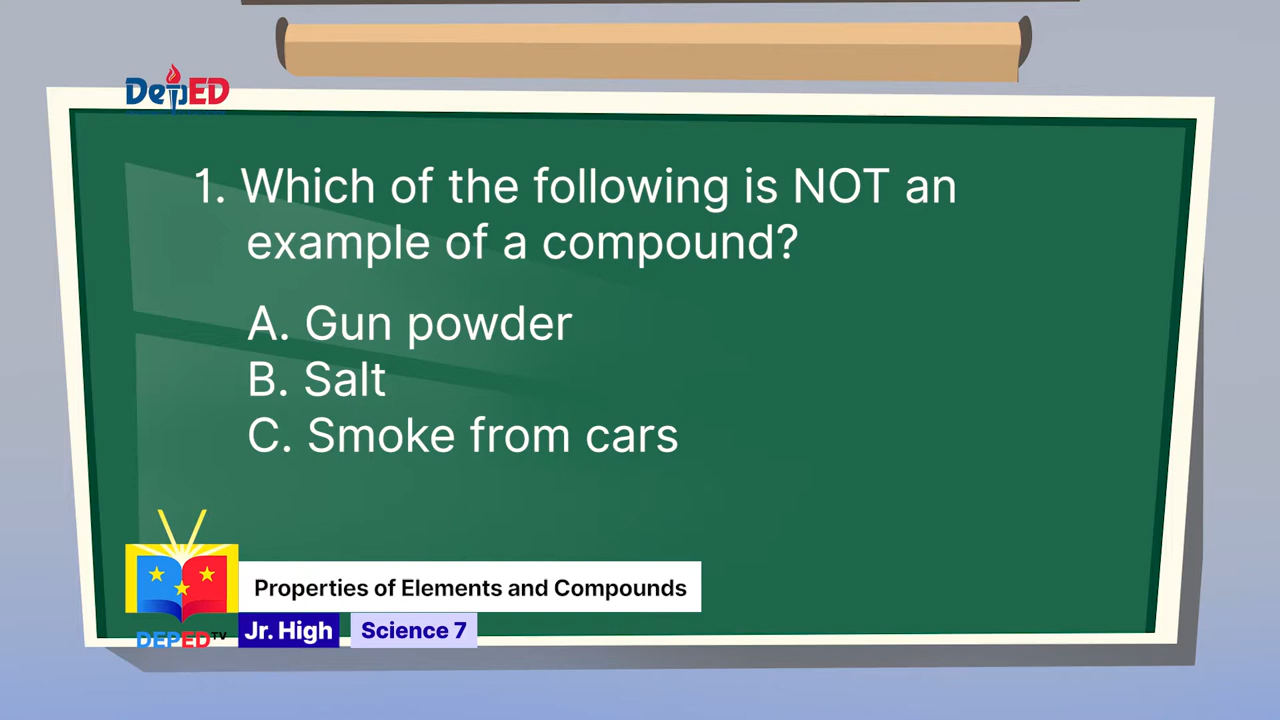 DepED
1. Which of the following is NOT an
example of a compound?
A. Gun powder
B. Salt
C. Smoke from cars
Properties of Elements and Compounds
DEPED TV
Jr. High
Science 7